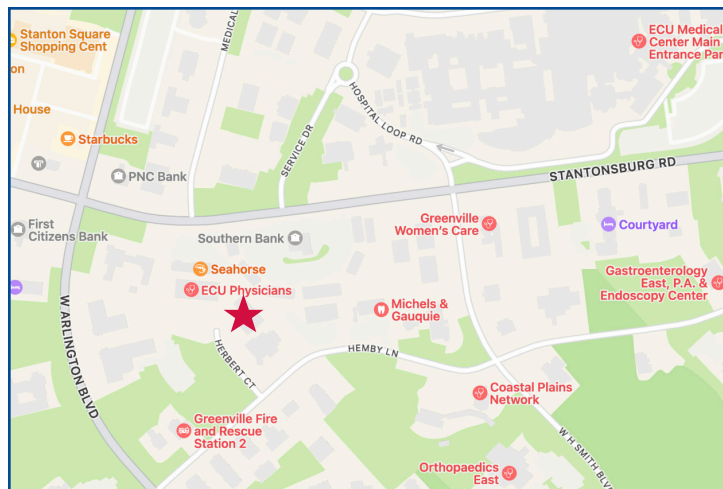 Stanton Square
Shopping Cent
on
House
Starbucks
MEDICAL
ECU Medical
Center Main
Entrance Par
HOSPITAL LOOP RD
SERVICE DR
PNC Bank
STANTONSBURG RD
First
Citizens Bank
Southern Bank
Greenville
Women's Care
Courtyard
Seahorse
ECU Physicians
Gastroenterology
East, P.A. &
Endoscopy Center
Michels &
Gauquie
W ARLINGTON BLVD
HERBERT CT
HEMBY LN
Coastal Plains
Network
Greenville Fire
and Rescue
Station 2
W H SMITH BLV
Orthopaedics
East